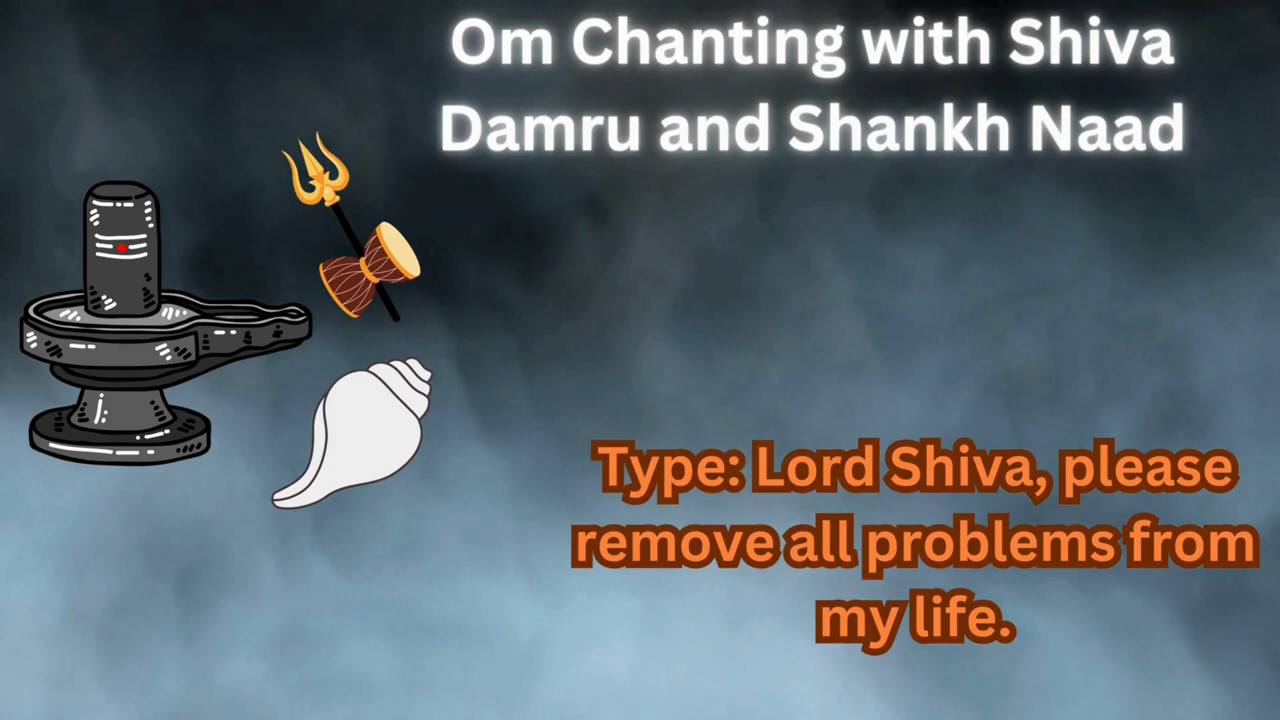 Om Chanting with Shiva
Damru and Shankh Naad
Type: Lord Shiva, please
remove all problems from
my life.